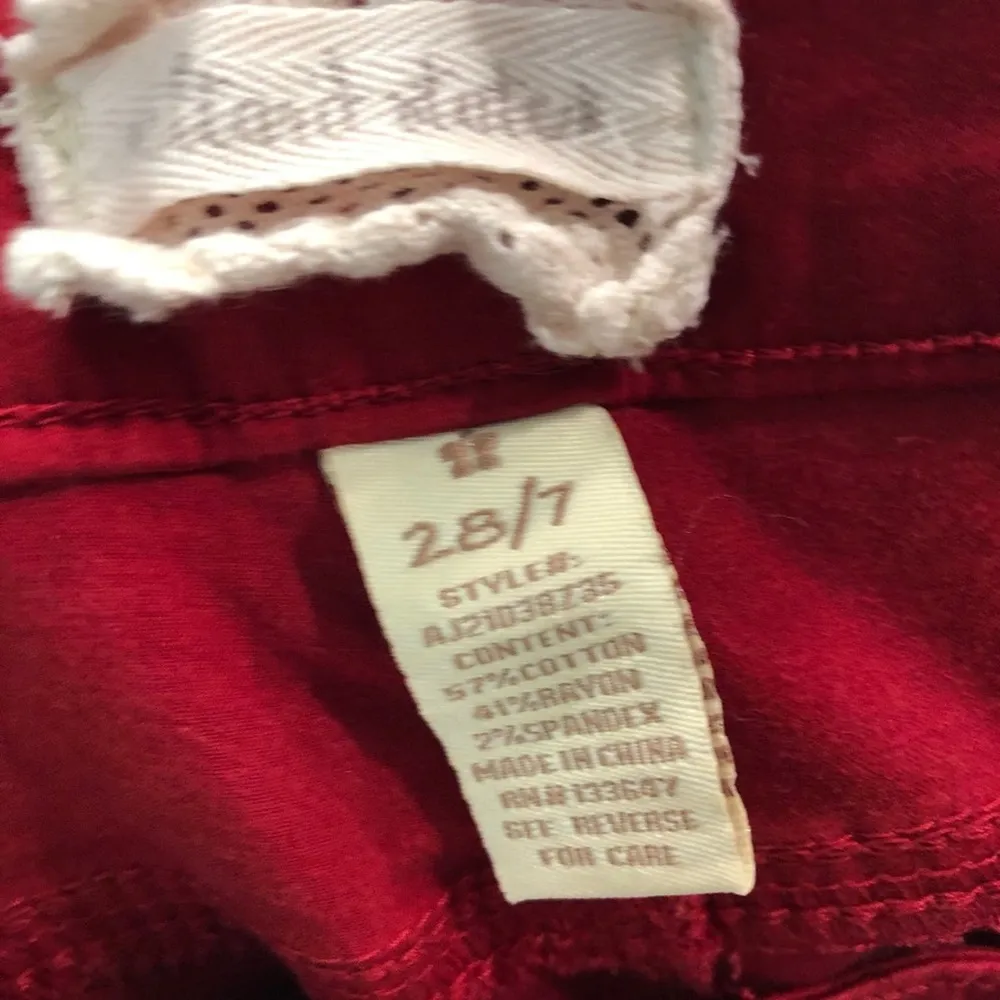 28/7
STYLE#:
AJ21038Z35
CONTENT:
57%COTTON
41%RAYON
2%SPANDEX
MADE IN CHINA
RN#133647
SEE REVERSE
FOR CARE